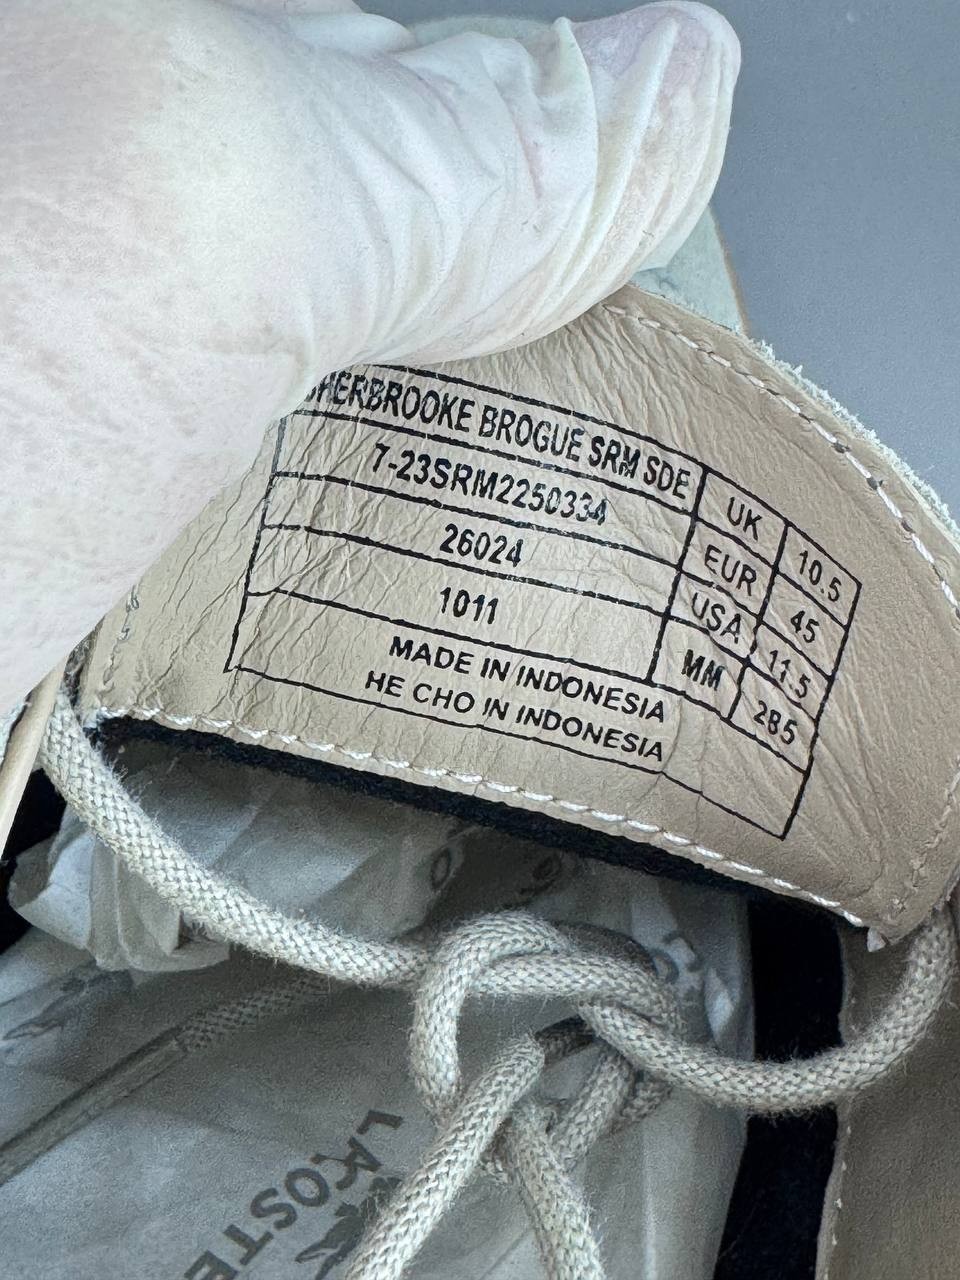 SHERBROOKE BROGUE SRM SDE
7-23SRM2250334
26024
1011
MADE IN INDONESIA
HE CHO IN INDONESIA
UK 10.5
EUR 45
USA 11.5
MM 285
LACOSTE